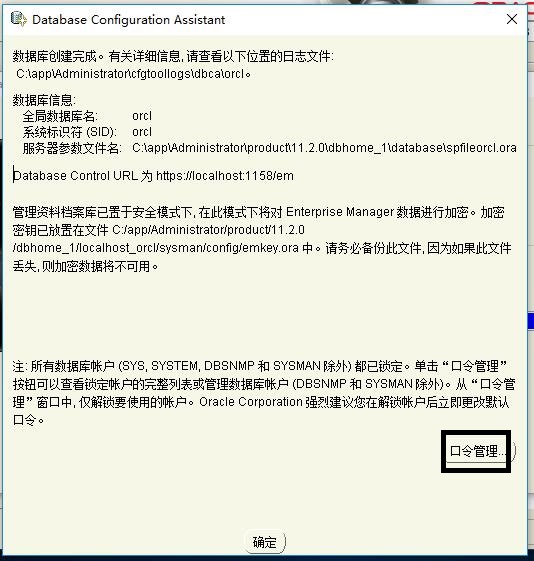 Database Configuration Assistant
数据库创建完成。有关详细信息, 请查看以下位置的日志文件:
C:\app\Administrator\cfgtoollogs\dbca\orcl。
数据库信息:
全局数据库名: orcl
系统标识符 (SID): orcl
服务器参数文件名: C:\app\Administrator\product\11.2.0\dbhome_1\database\spfileorcl.ora
Database Control URL 为 https://localhost:1158/em
管理资料档案库已置于安全模式下, 在此模式下将对 Enterprise Manager 数据进行加密。加密
密钥已放置在文件 C:/app/Administrator/product/11.2.0
/dbhome_1/localhost_orcl/sysman/config/emkey.ora 中。请务必备份此文件, 因为如果此文件
丢失, 则加密数据将不可用。
注: 所有数据库帐户 (SYS, SYSTEM, DBSNMP 和 SYSMAN 除外) 都已锁定。单击“口令管理”
按钮可以查看锁定帐户的完整列表或管理数据库帐户 (DBSNMP 和 SYSMAN 除外)。从“口令管
理”窗口中, 仅解锁要使用的帐户。Oracle Corporation 强烈建议您在解锁帐户后立即更改默认
口令。
口令管理...
确定